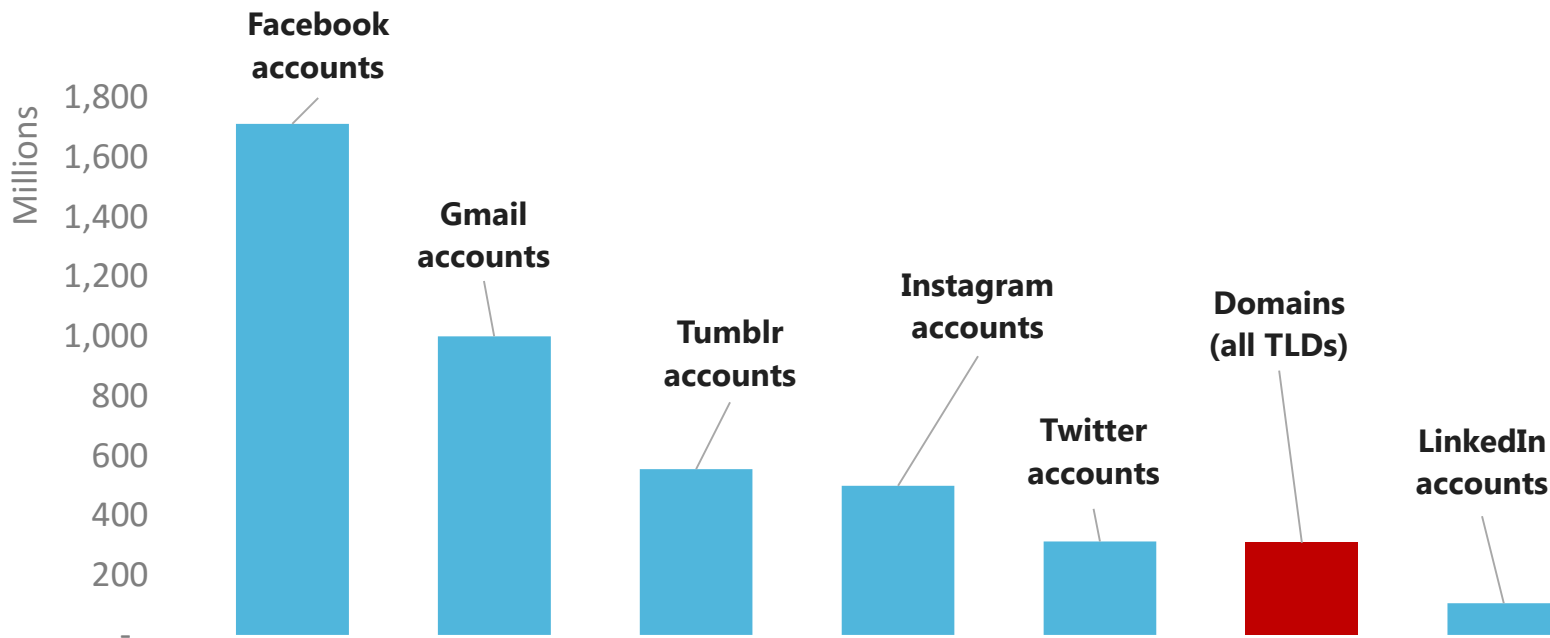 Facebook
accounts
Millions
1,800
1,600
1,400
1,200
1,000
800
600
400
200
-
Gmail
accounts
Tumblr
accounts
Instagram
accounts
Twitter
accounts
Domains
(all TLDs)
LinkedIn
accounts